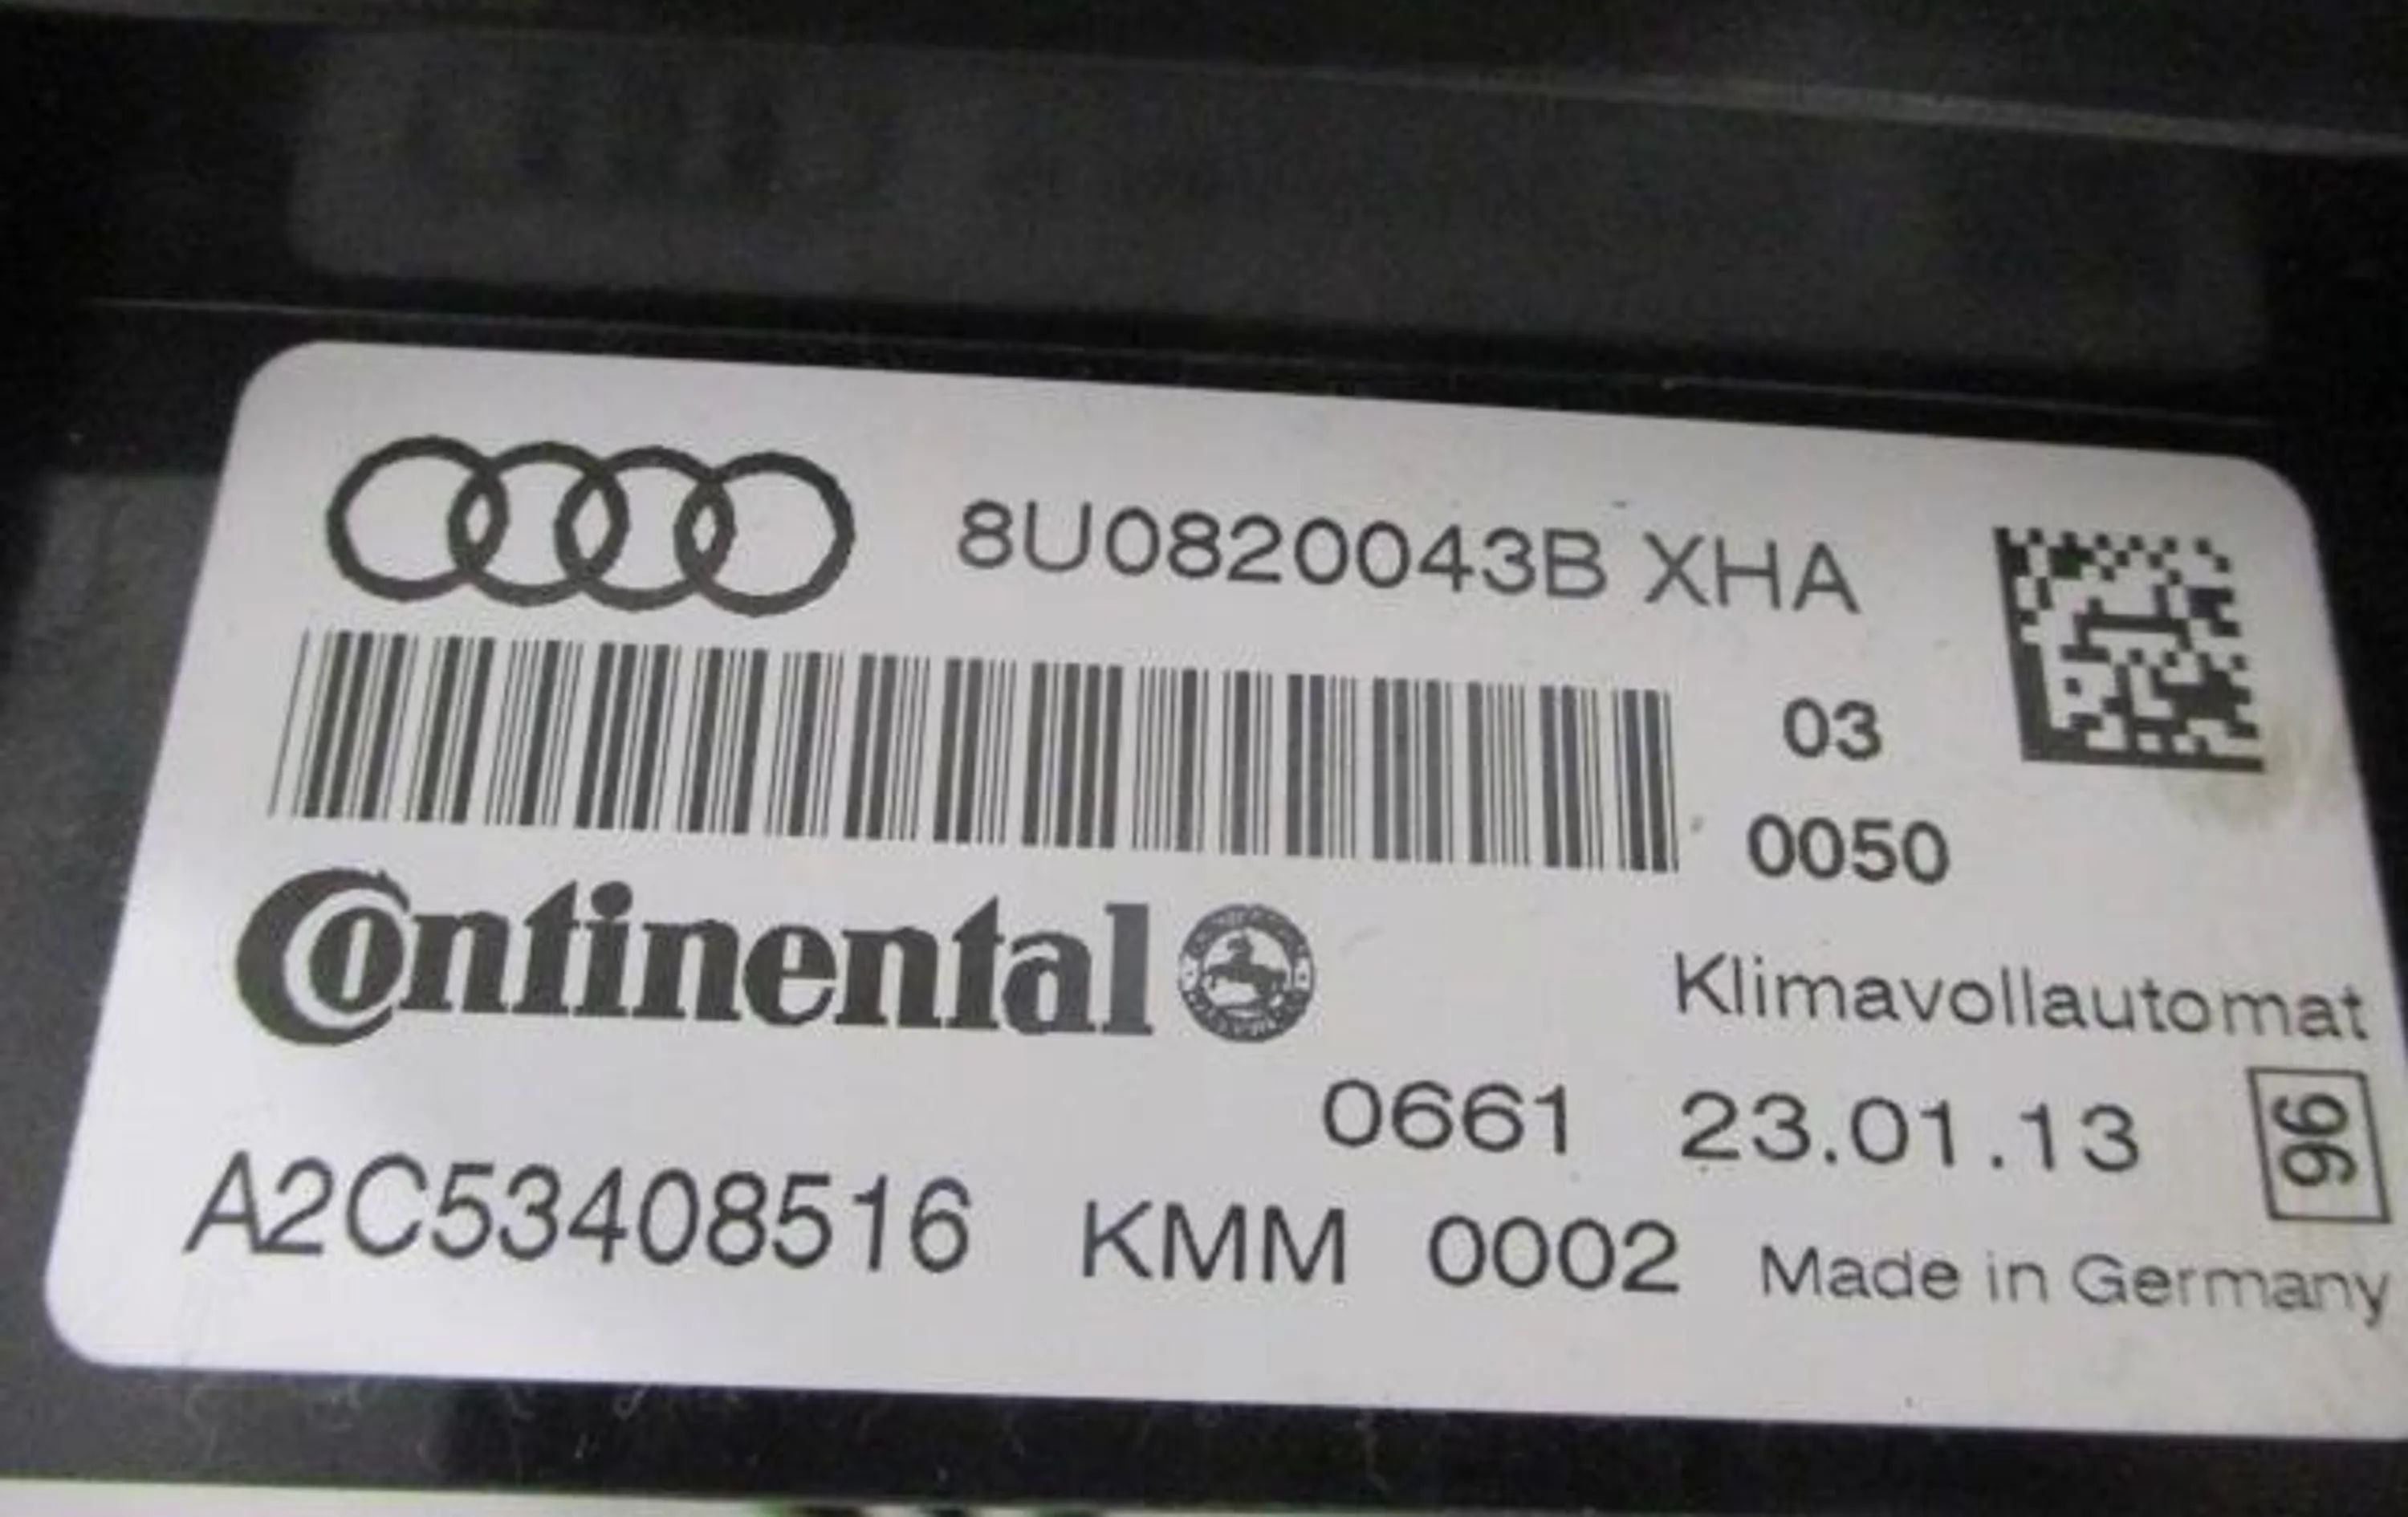 8U0820043B XHA
03
0050
Continental
Klimavollautomat
0661 23.01.13 96
A2C53408516 KMM 0002 Made in Germany